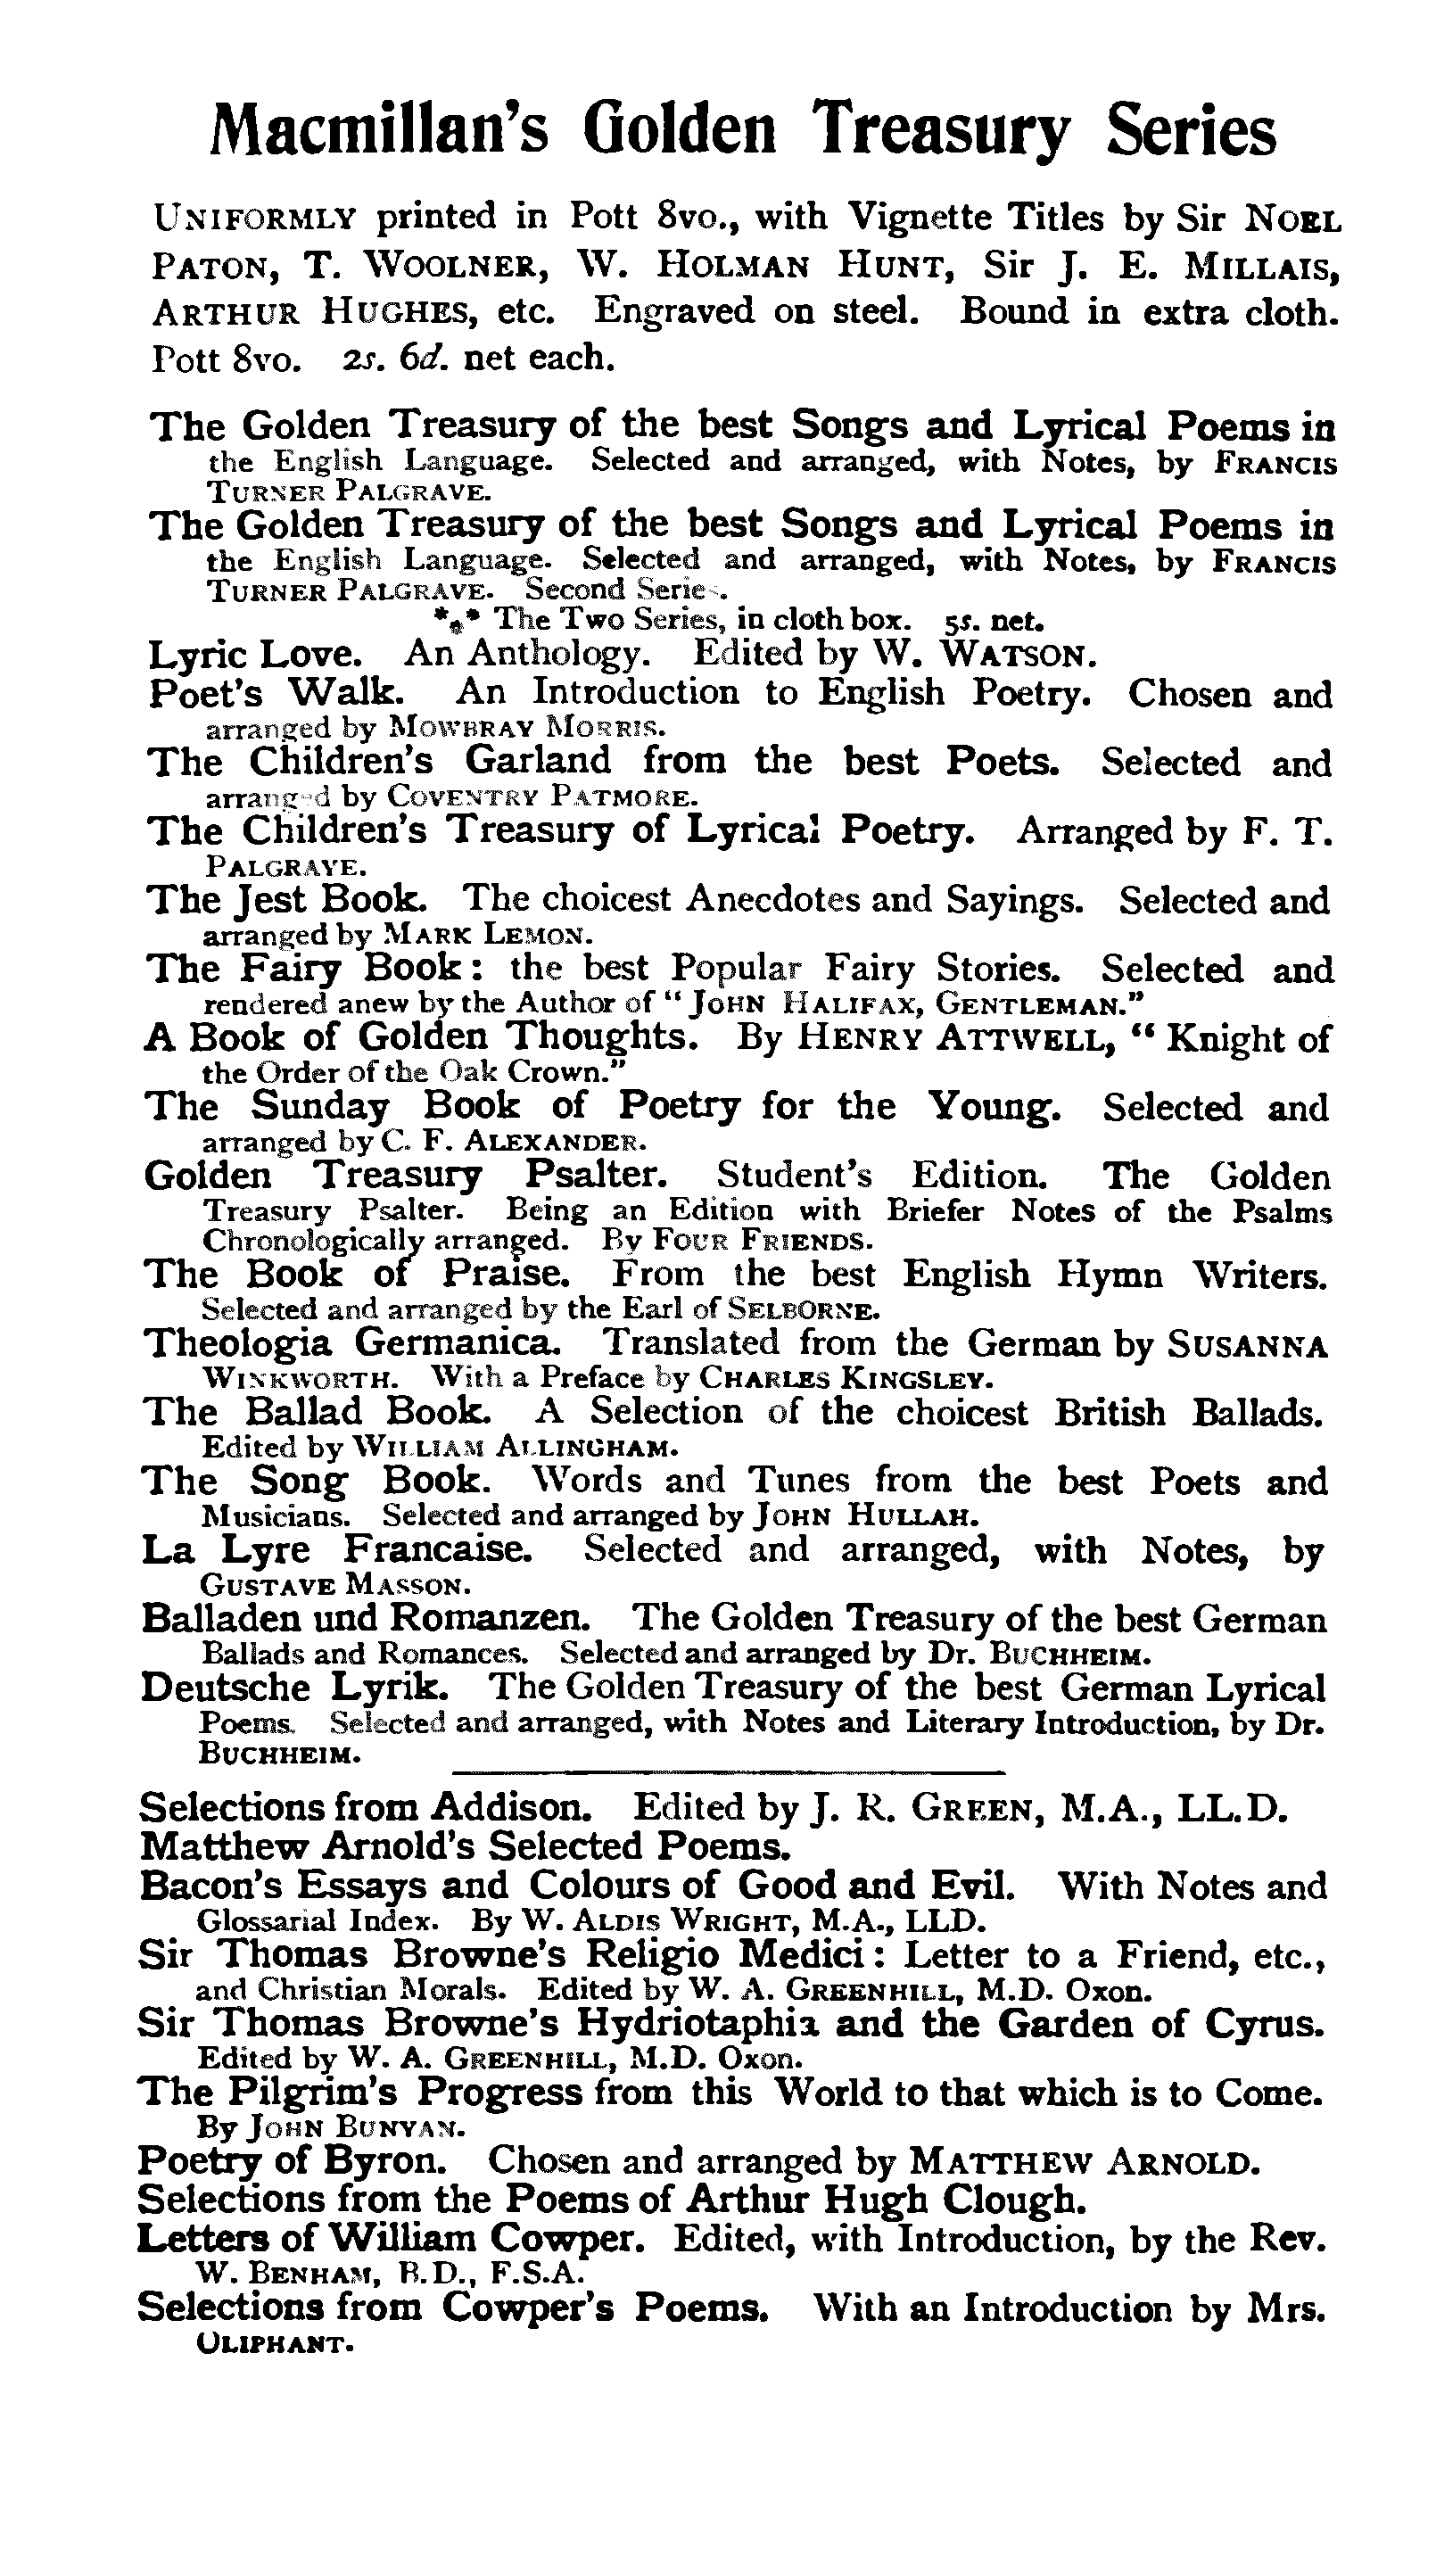 Macmillan's Golden Treasury Series
UNIFORMLY printed in Pott 8vo., with Vignette Titles by Sir NOEL
PATON, T. WOOLNER, W. HOLMAN HUNT, Sir J. E. MILLAIS,
ARTHUR HUGHES, etc. Engraved on steel. Bound in extra cloth.
Pott 8vo. 2s. 6d. net each.
The Golden Treasury of the best Songs and Lyrical Poems in
the English Language. Selected and arranged, with Notes, by FRANCIS
TURNER PALGRAVE.
The Golden Treasury of the best Songs and Lyrical Poems in
the English Language. Selected and arranged, with Notes, by FRANCIS
TURNER PALGRAVE. Second Series.
*** The Two Series, in cloth box. 5s. net.
Lyric Love. An Anthology. Edited by W. WATSON.
Poet's Walk. An Introduction to English Poetry. Chosen and
arranged by MOWBRAY MORRIS.
The Children's Garland from the best Poets. Selected and
arranged by COVENTRY PATMORE.
The Children's Treasury of Lyrical Poetry. Arranged by F. T.
PALGRAVE.
The Jest Book. The choicest Anecdotes and Sayings. Selected and
arranged by MARK LEMON.
The Fairy Book: the best Popular Fairy Stories. Selected and
rendered anew by the Author of "JOHN HALIFAX, GENTLEMAN."
A Book of Golden Thoughts. By HENRY ATTWELL, "Knight of
the Order of the Oak Crown."
The Sunday Book of Poetry for the Young. Selected and
arranged by C. F. ALEXANDER.
Golden Treasury Psalter. Student's Edition. The Golden
Treasury Psalter. Being an Edition with Briefer Notes of the Psalms
Chronologically arranged. By FOUR FRIENDS.
The Book of Praise. From the best English Hymn Writers.
Selected and arranged by the Earl of SELBORNE.
Theologia Germanica. Translated from the German by SUSANNA
WINKWORTH. With a Preface by CHARLES KINGSLEY.
The Ballad Book. A Selection of the choicest British Ballads.
Edited by WILLIAM ALLINGHAM.
The Song Book. Words and Tunes from the best Poets and
Musicians. Selected and arranged by JOHN HULLAH.
La Lyre Francaise. Selected and arranged, with Notes, by
GUSTAVE MASSON.
Balladen und Romanzen. The Golden Treasury of the best German
Ballads and Romances. Selected and arranged by Dr. BUCHHEIM.
Deutsche Lyrik. The Golden Treasury of the best German Lyrical
Poems. Selected and arranged, with Notes and Literary Introduction, by Dr.
BUCHHEIM.
Selections from Addison. Edited by J. R. GREEN, M.A., LL.D.
Matthew Arnold's Selected Poems.
Bacon's Essays and Colours of Good and Evil. With Notes and
Glossarial Index. By W. ALDIS WRIGHT, M.A., LLD.
Sir Thomas Browne's Religio Medici: Letter to a Friend, etc.,
and Christian Morals. Edited by W. A. GREENHILL, M.D. Oxon.
Sir Thomas Browne's Hydriotaphia and the Garden of Cyrus.
Edited by W. A. GREENHILL, M.D. Oxon.
The Pilgrim's Progress from this World to that which is to Come.
By JOHN BUNYAN.
Poetry of Byron. Chosen and arranged by MATTHEW ARNOLD.
Selections from the Poems of Arthur Hugh Clough.
Letters of William Cowper. Edited, with Introduction, by the Rev.
W. BENHAM, B.D., F.S.A.
Selections from Cowper's Poems. With an Introduction by Mrs.
OLIPHANT.